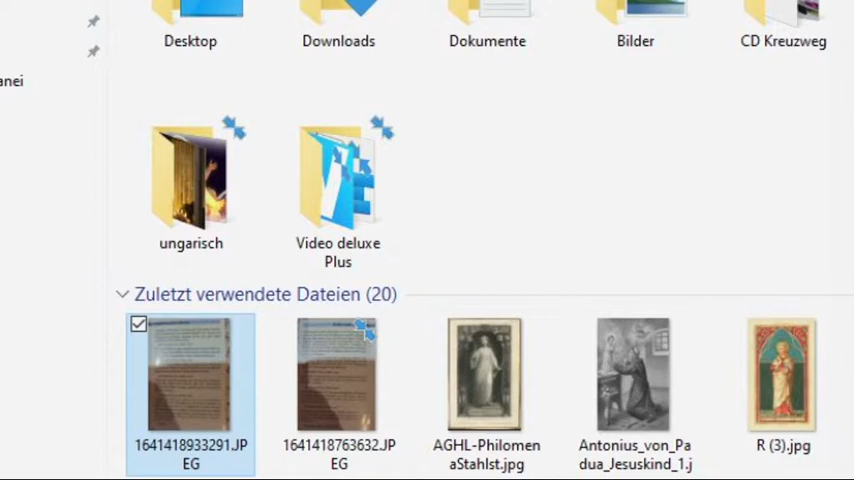 Desktop
Downloads
Dokumente
Bilder
CD Kreuzweg
anei
ungarisch
Video deluxe
Plus
Zuletzt verwendete Dateien (20)
1641418933291.JP
EG
1641418763632.JP
EG
AGHL-Philomen
aStahlst.jpg
Antonius_von_Pa
dua_Jesuskind_1.j
R (3).jpg